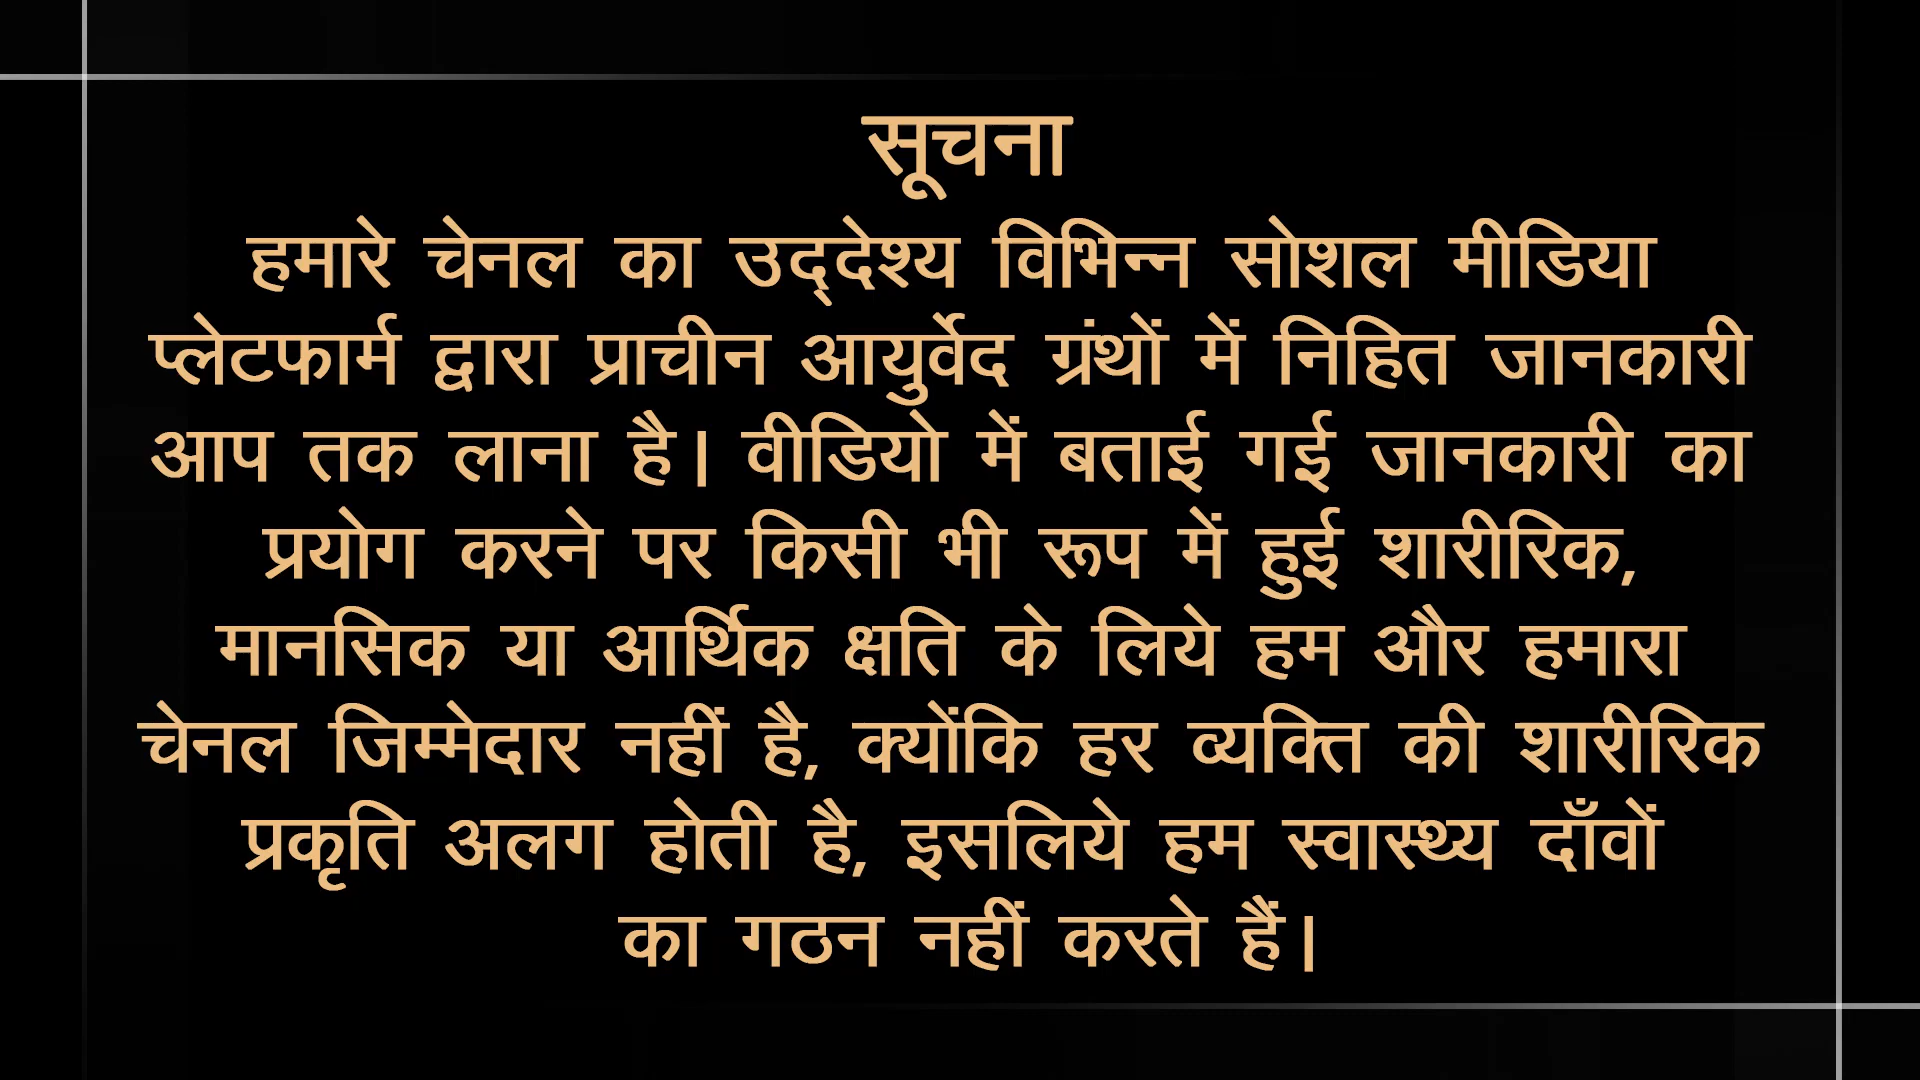 सूचना
हमारे चेनल का उद्‌देश्य विभिन्न सोशल मीडिया
प्लेटफार्म द्वारा प्राचीन आयुर्वेद ग्रंथों में निहित जानकारी
आप तक लाना है। वीडियो में बताई गई जानकारी का
प्रयोग करने पर किसी भी रूप में हुई शारीरिक,
मानसिक या आर्थिक क्षति के लिये हम और हमारा
चेनल जिम्मेदार नहीं है, क्योंकि हर व्यक्ति की शारीरिक
प्रकृति अलग होती है, इसलिये हम स्वास्थ्य दाँवों
का गठन नहीं करते हैं।